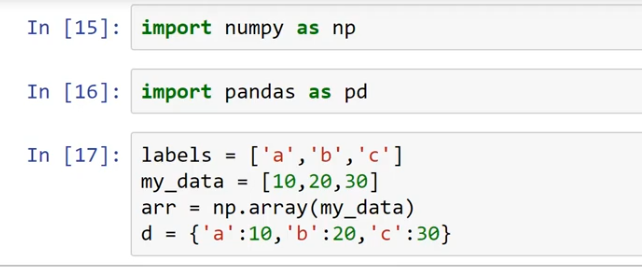 In [15]: import numpy as np
In [16]: import pandas as pd
In [17]: labels = ['a','b','c']
my_data = [10,20,30]
arr = np.array(my_data)
d = {'a':10,'b':20,'c':30}